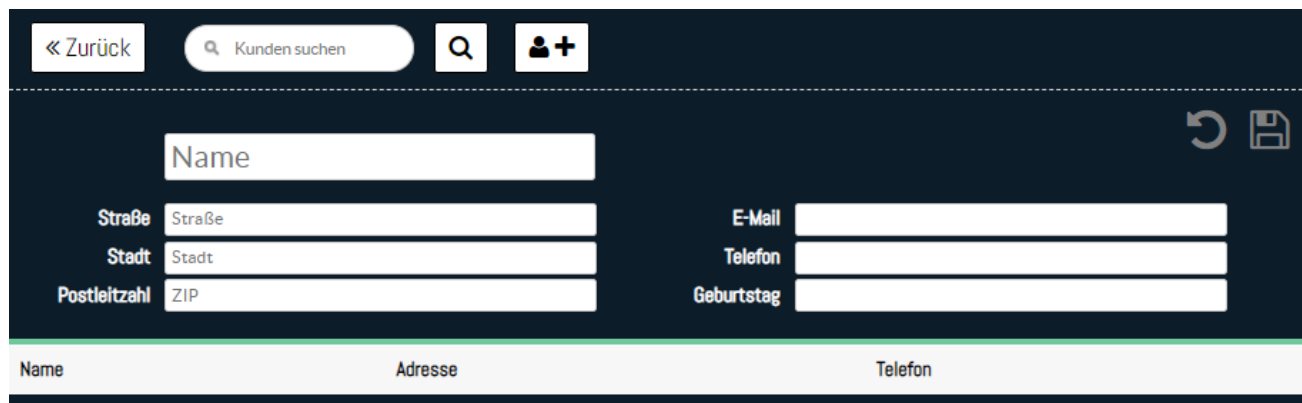 « Zurück Kunden suchen
Name
Straße Straße E-Mail
Stadt Stadt Telefon
Postleitzahl ZIP Geburtstag
Name Adresse Telefon